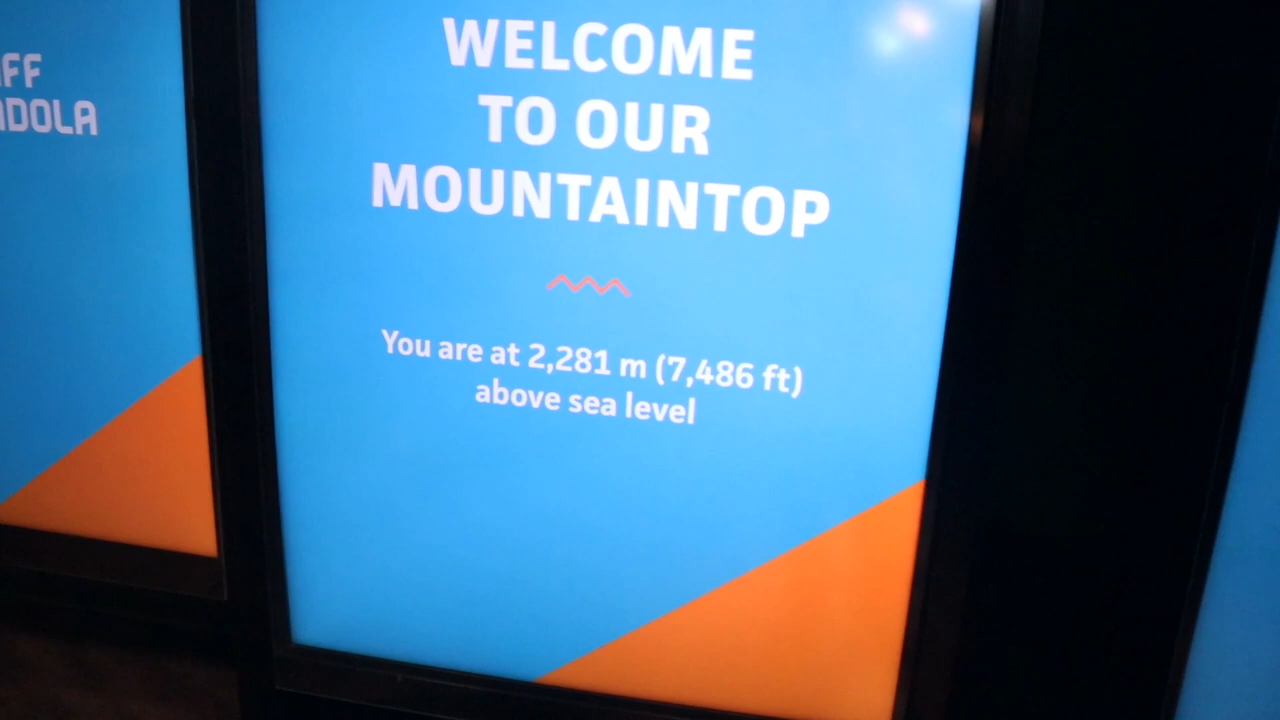 WELCOME
TO OUR
MOUNTAINTOP
You are at 2,281 m (7,486 ft)
above sea level